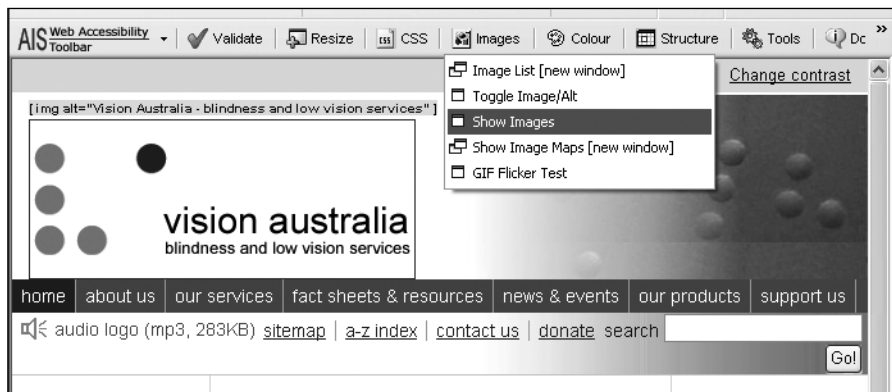 AIS Web Accessibility Toolbar Validate Resize CSS Images Colour Structure Tools Dc »
Image List [new window]
Toggle Image/Alt
Show Images
Show Image Maps [new window]
GIF Flicker Test
Change contrast
[img alt="Vision Australia - blindness and low vision services" ]
vision australia
blindness and low vision services
home about us our services fact sheets & resources news & events our products support us
audio logo (mp3, 283KB) sitemap | a-z index | contact us | donate search
Go!